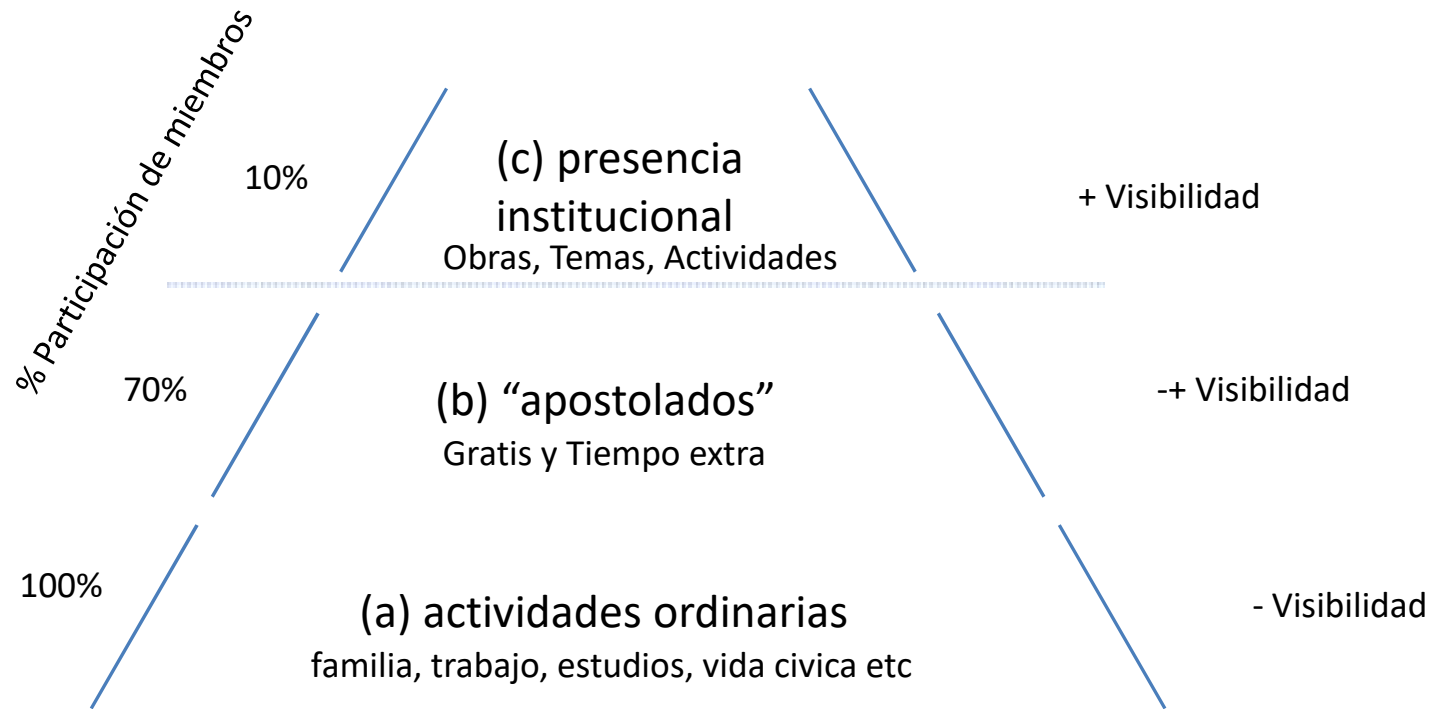 % Participación de miembros
10%
(c) presencia
institucional
Obras, Temas, Actividades
+ Visibilidad
70%
(b) “apostolados”
Gratis y Tiempo extra
-+ Visibilidad
100%
(a) actividades ordinarias
familia, trabajo, estudios, vida civica etc
- Visibilidad